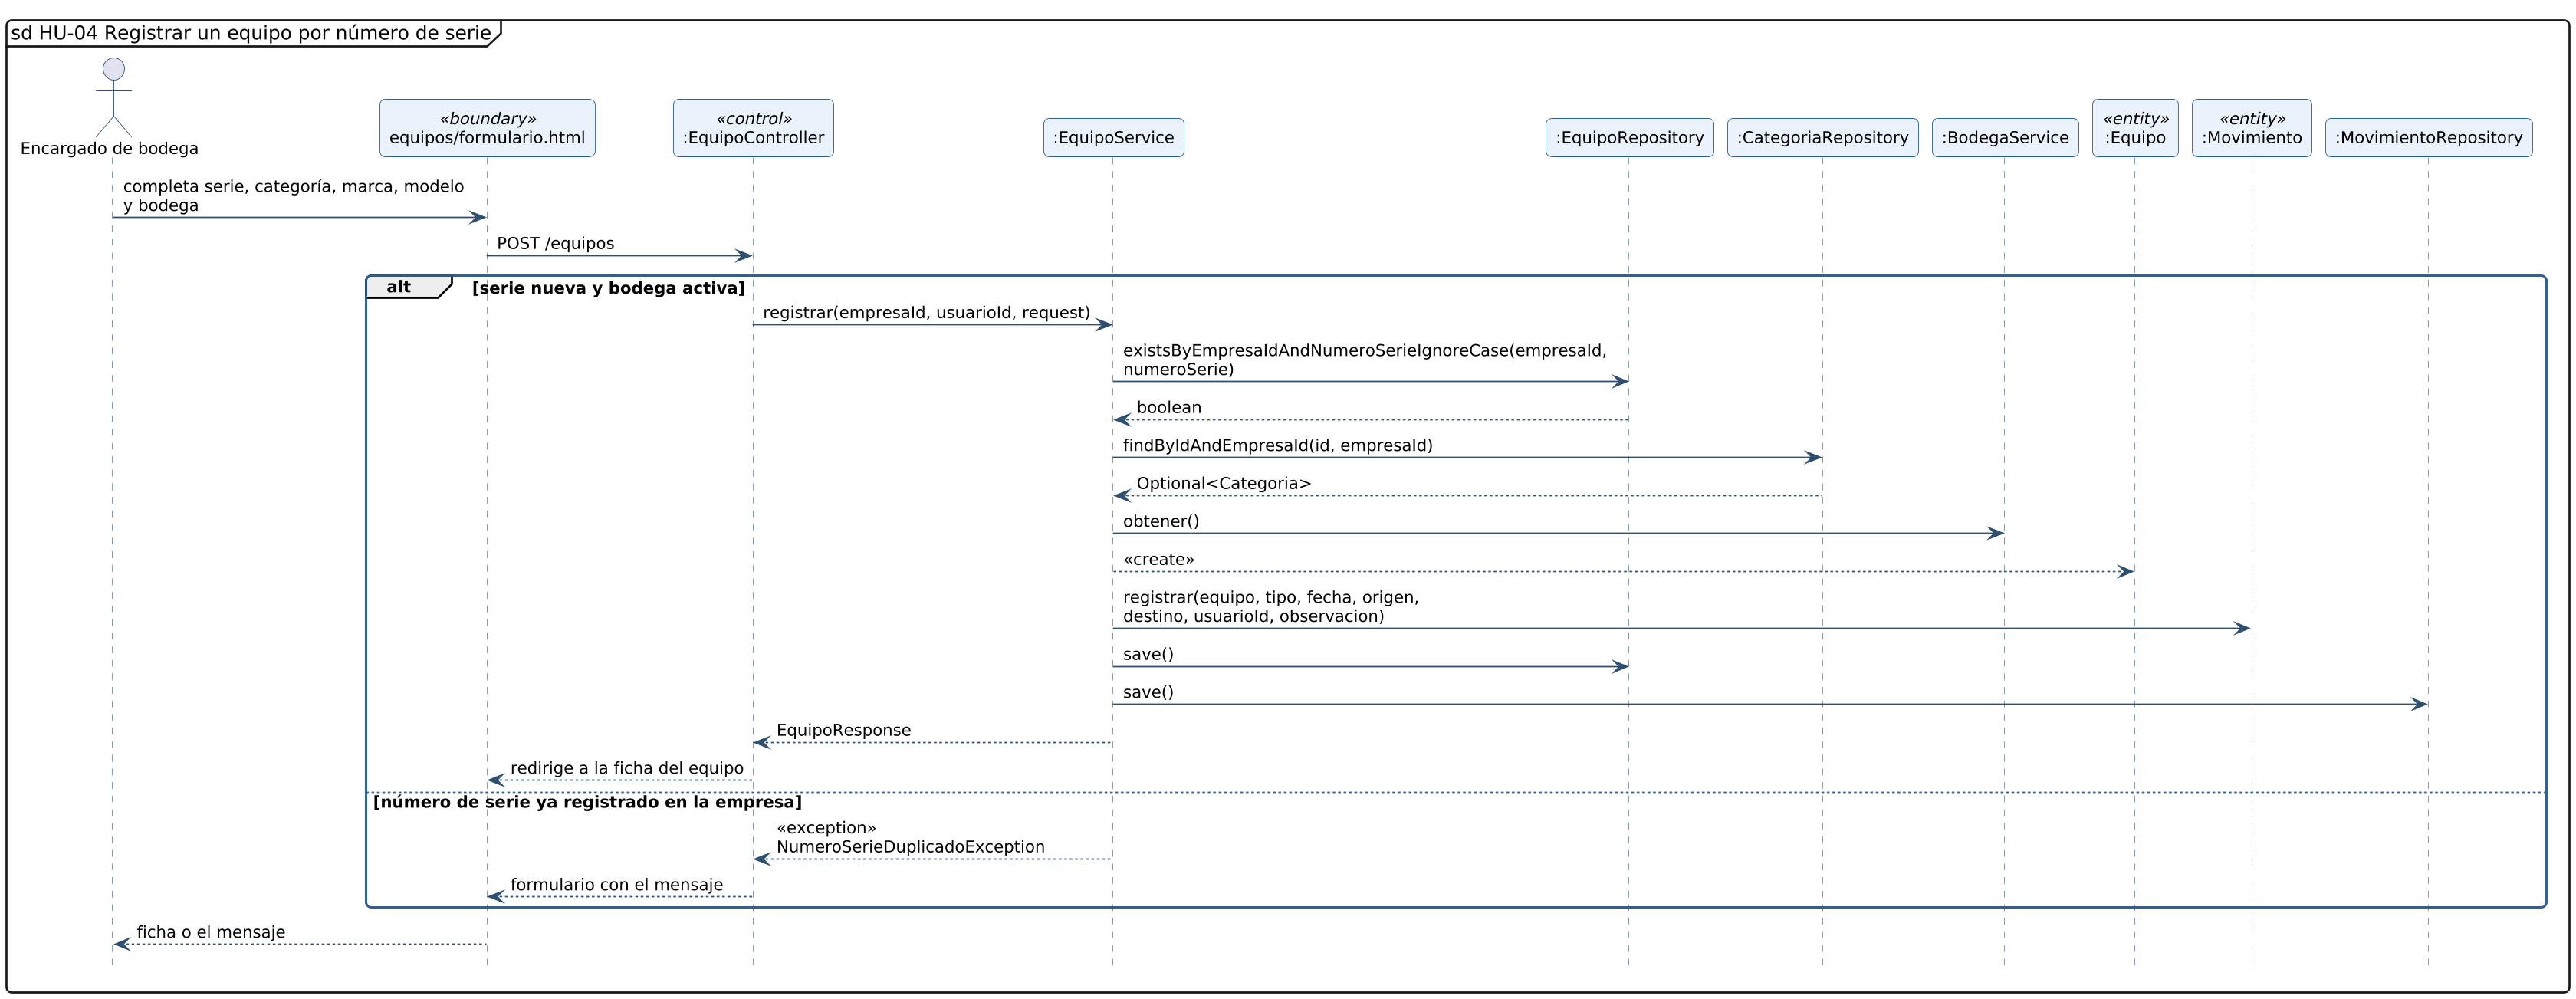 sd HU-04 Registrar un equipo por número de serie
Encargado de bodega
«boundary»
equipos/formulario.html
«control»
:EquipoController
:EquipoService
:EquipoRepository
:CategoriaRepository
:BodegaService
«entity»
:Equipo
«entity»
:Movimiento
:MovimientoRepository
completa serie, categoría, marca, modelo
y bodega
POST /equipos
alt
[serie nueva y bodega activa]
registrar(empresaId, usuarioId, request)
existsByEmpresaIdAndNumeroSerieIgnoreCase(empresaId,
numeroSerie)
boolean
findByIdAndEmpresaId(id, empresaId)
Optional<Categoria>
obtener()
«create»
registrar(equipo, tipo, fecha, origen,
destino, usuarioId, observacion)
save()
save()
EquipoResponse
redirige a la ficha del equipo
[número de serie ya registrado en la empresa]
«exception»
NumeroSerieDuplicadoException
formulario con el mensaje
ficha o el mensaje